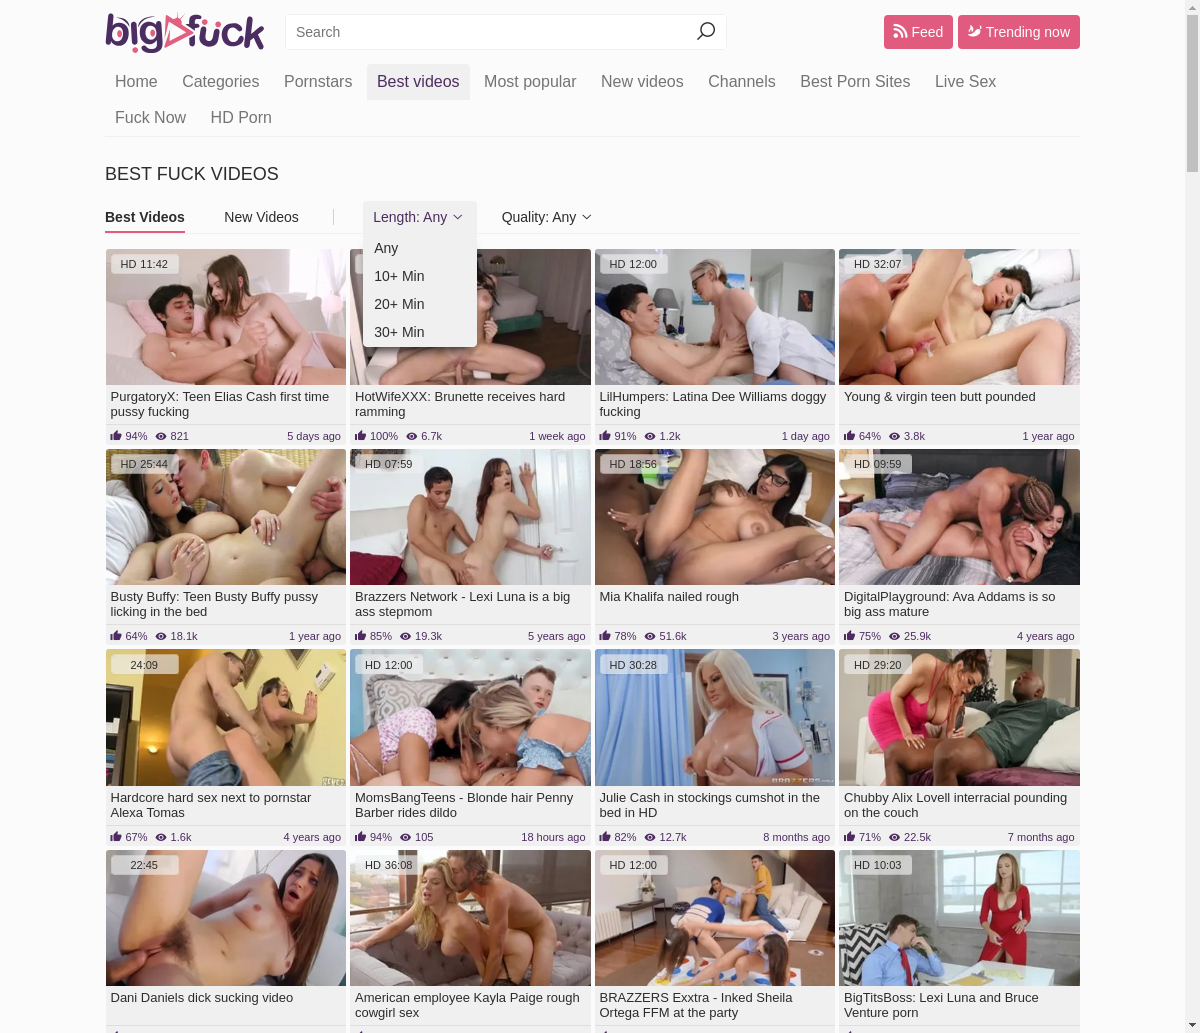 bigfuck
Search
Feed
Trending now
Home Categories Pornstars Best videos Most popular New videos Channels Best Porn Sites Live Sex
Fuck Now HD Porn
BEST FUCK VIDEOS
Best Videos New Videos Length: Any Quality: Any
Any
10+ Min
20+ Min
30+ Min
HD 11:42
PurgatoryX: Teen Elias Cash first time
pussy fucking
94% 821 5 days ago
HotWifeXXX: Brunette receives hard
ramming
100% 6.7k 1 week ago
HD 12:00
LilHumpers: Latina Dee Williams doggy
fucking
91% 1.2k 1 day ago
HD 32:07
Young & virgin teen butt pounded
64% 3.8k 1 year ago
HD 25:44
Busty Buffy: Teen Busty Buffy pussy
licking in the bed
64% 18.1k 1 year ago
HD 07:59
Brazzers Network - Lexi Luna is a big
ass stepmom
85% 19.3k 5 years ago
HD 18:56
Mia Khalifa nailed rough
78% 51.6k 3 years ago
HD 09:59
DigitalPlayground: Ava Addams is so
big ass mature
75% 25.9k 4 years ago
24:09
Hardcore hard sex next to pornstar
Alexa Tomas
67% 1.6k 4 years ago
HD 12:00
MomsBangTeens - Blonde hair Penny
Barber rides dildo
94% 105 18 hours ago
HD 30:28
BRAZZERS
Julie Cash in stockings cumshot in the
bed in HD
82% 12.7k 8 months ago
HD 29:20
Chubby Alix Lovell interracial pounding
on the couch
71% 22.5k 7 months ago
22:45
Dani Daniels dick sucking video
HD 36:08
American employee Kayla Paige rough
cowgirl sex
HD 12:00
BRAZZERS Exxtra - Inked Sheila
Ortega FFM at the party
HD 10:03
BigTitsBoss: Lexi Luna and Bruce
Venture porn